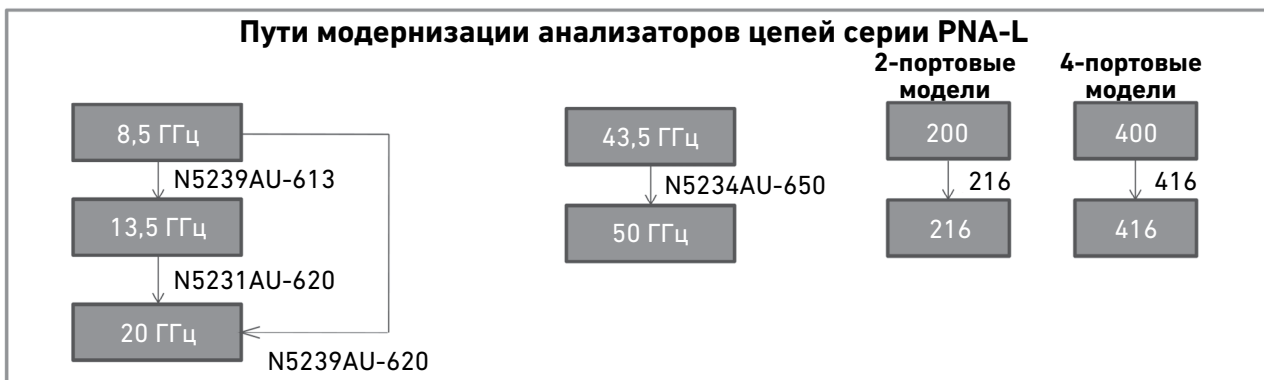 Пути модернизации анализаторов цепей серии PNA-L
8,5 ГГц
N5239AU-613
13,5 ГГц
N5231AU-620
20 ГГц
N5239AU-620
43,5 ГГц
N5234AU-650
50 ГГц
2-портовые
модели
200
216
216
4-портовые
модели
400
416
416